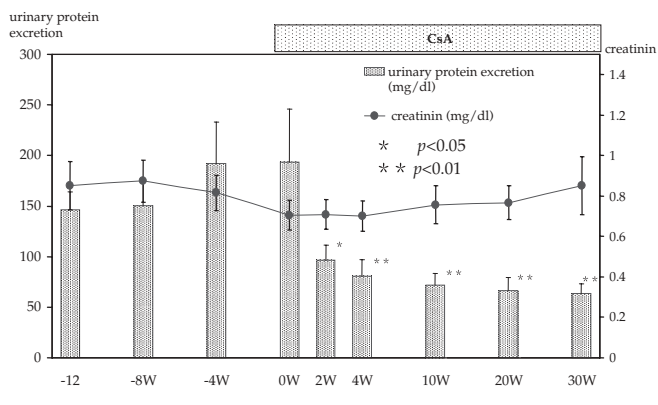 urinary protein
excretion
CsA
creatinin
300
250
200
150
100
50
0
1.4
1.2
1
0.8
0.6
0.4
0.2
0
urinary protein excretion
(mg/dl)
creatinin (mg/dl)
* p<0.05
* * p<0.01
*
* *
* *
* *
* *
-12 -8W -4W 0W 2W 4W 10W 20W 30W